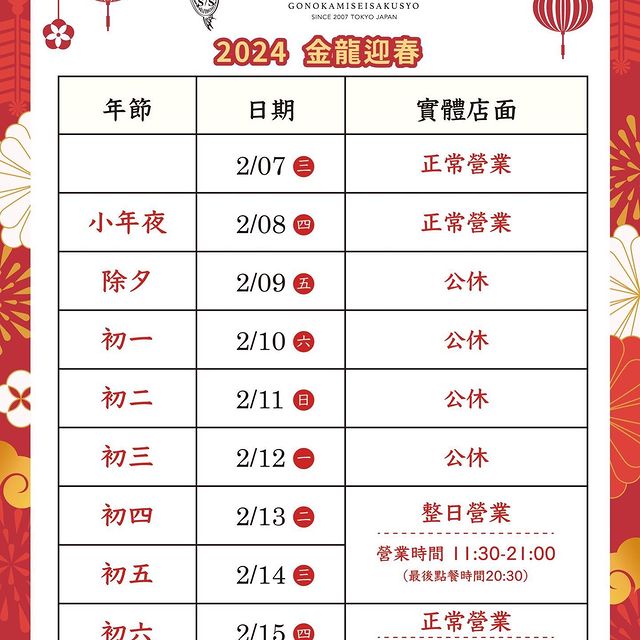 S/S
GONOKAMISEISAKUSYO
SINCE 2007 TOKYO JAPAN
2024 金龍迎春
年節 日期 實體店面
2/07 三 正常營業
小年夜 2/08 四 正常營業
除夕 2/09 五 公休
初一 2/10 六 公休
初二 2/11 日 公休
初三 2/12 一 公休
初四 2/13 二 整日營業
營業時間 11:30-21:00
(最後點餐時間20:30)
初五 2/14 三
初六 2/15 四 正常營業